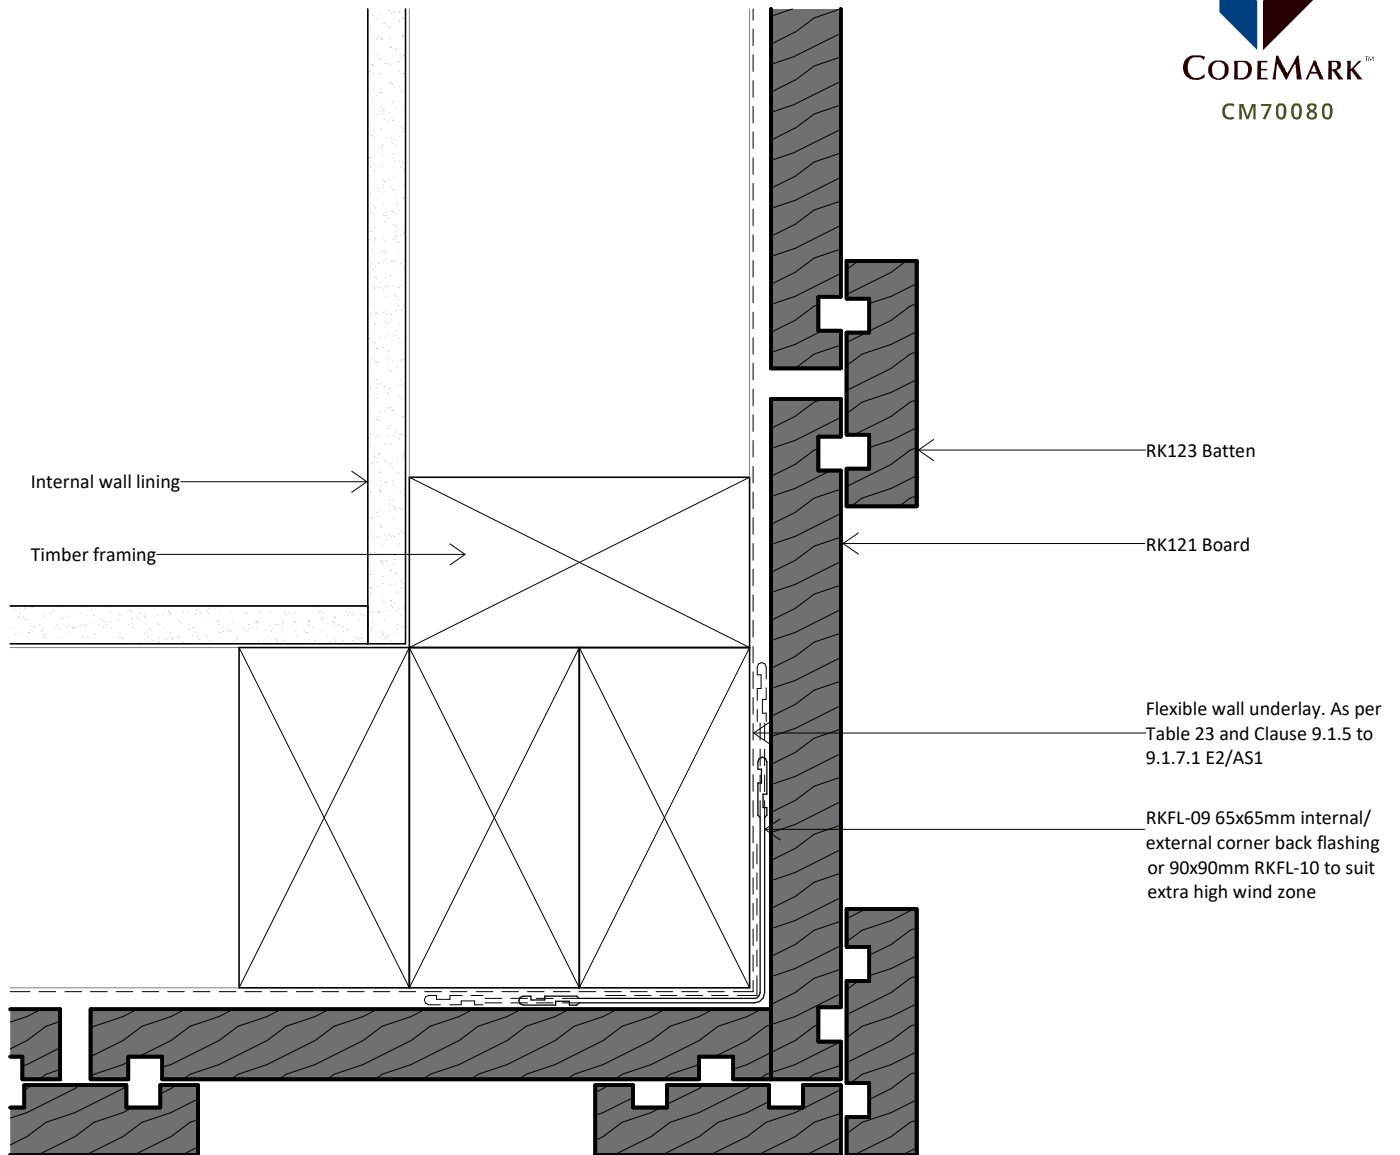 CODEMARK™
CM70080
Internal wall lining
Timber framing
RK123 Batten
RK121 Board
Flexible wall underlay. As per
Table 23 and Clause 9.1.5 to
9.1.7.1 E2/AS1
RKFL-09 65x65mm internal/
external corner back flashing
or 90x90mm RKFL-10 to suit
extra high wind zone